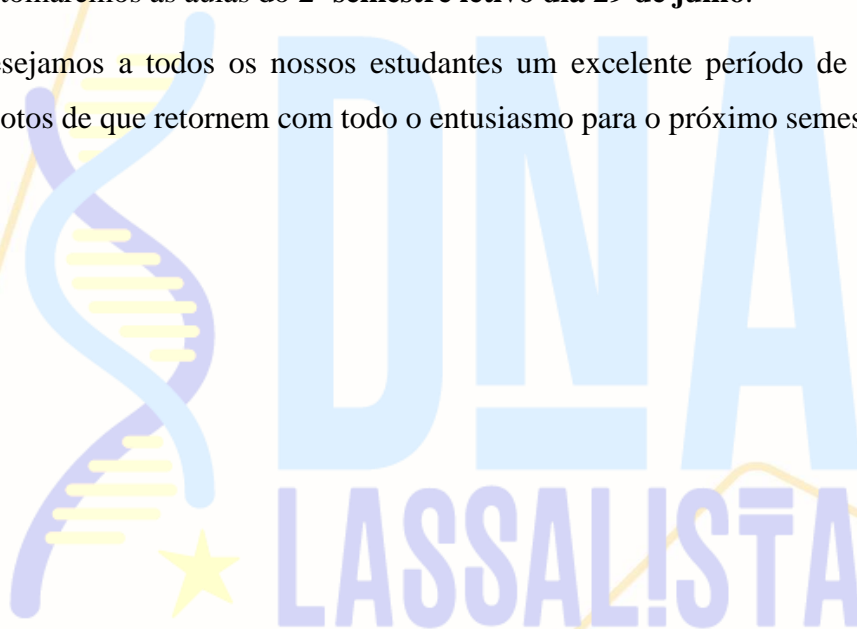 tomaremos as aulas do 2º semestre letivo dia 29 de julho.
esejamos a todos os nossos estudantes um excelente período de
otos de que retornem com todo o entusiasmo para o próximo semes
DNA
LASSALISTA